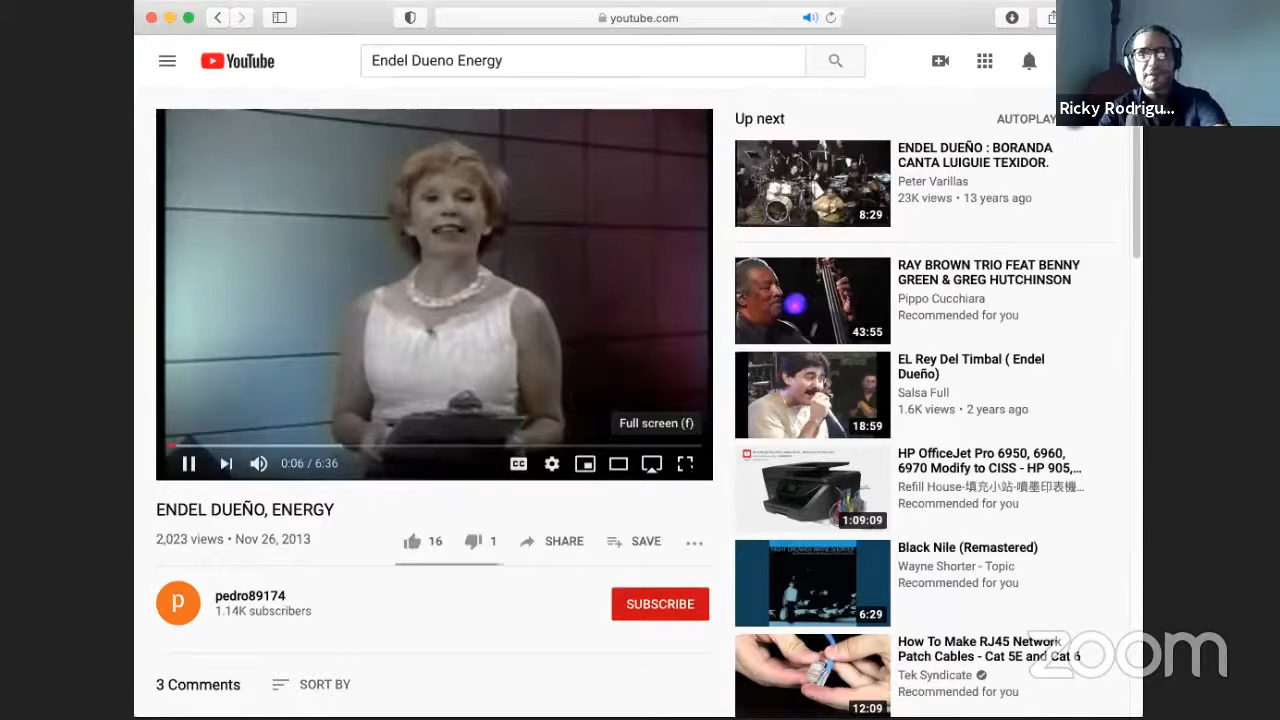 youtube.com
YouTube
Endel Dueno Energy
Ricky Rodrigu...
Full screen (f)
0:06 / 6:36
CC
ENDEL DUEÑO, ENERGY
2,023 views • Nov 26, 2013
16
1
SHARE
SAVE
p
pedro89174
1.14K subscribers
SUBSCRIBE
3 Comments
SORT BY
Up next
AUTOPLAY
ENDEL DUEÑO : BORANDA
CANTA LUIGUIE TEXIDOR.
Peter Varillas
23K views • 13 years ago
8:29
RAY BROWN TRIO FEAT BENNY
GREEN & GREG HUTCHINSON
Pippo Cucchiara
Recommended for you
43:55
EL Rey Del Timbal ( Endel
Dueño)
Salsa Full
1.6K views • 2 years ago
18:59
HP OfficeJet Pro 6950, 6960,
6970 Modify to CISS - HP 905,...
Refill House-填充小站-噴墨印表機...
Recommended for you
1:09:09
Black Nile (Remastered)
Wayne Shorter - Topic
Recommended for you
6:29
How To Make RJ45 Network
Patch Cables - Cat 5E and Cat 6
Tek Syndicate
Recommended for you
12:09
zoom